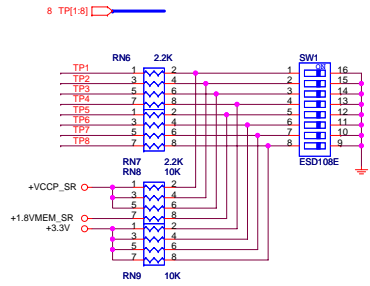 8 TP[1:8]
RN6 2.2K SW1
ON
TP1 1 2 1 16
TP2 3 4 2 15
TP3 5 6 3 14
TP4 7 8 4 13
TP5 1 2 5 12
TP6 3 4 6 11
TP7 5 6 7 10
TP8 7 8 8 9
RN7 2.2K ESD108E
RN8 10K
+VCCP_SR 1 2
3 4
5 6
+1.8VMEM_SR 7 8
+3.3V 1 2
3 4
5 6
7 8
RN9 10K